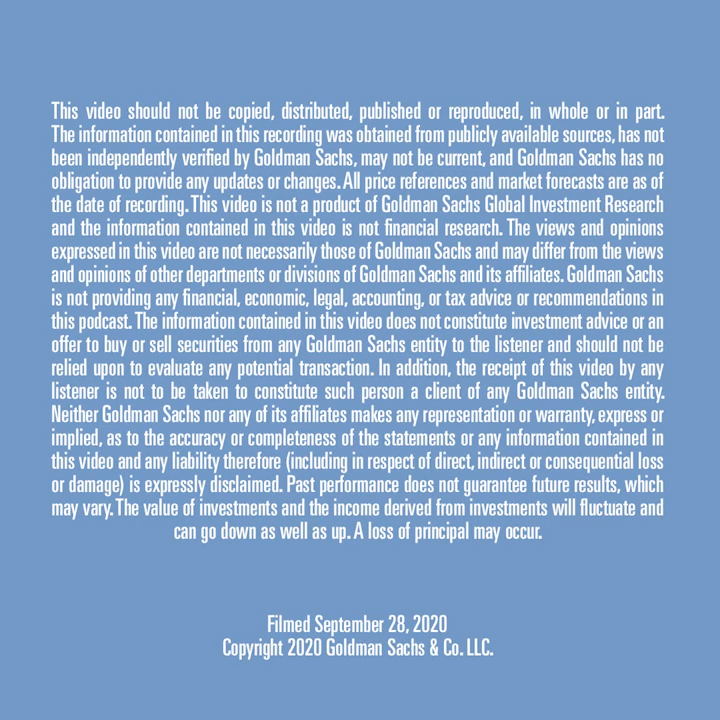 This video should not be copied, distributed, published or reproduced, in whole or in part.
The information contained in this recording was obtained from publicly available sources, has not
been independently verified by Goldman Sachs, may not be current, and Goldman Sachs has no
obligation to provide any updates or changes. All price references and market forecasts are as of
the date of recording. This video is not a product of Goldman Sachs Global Investment Research
and the information contained in this video is not financial research. The views and opinions
expressed in this video are not necessarily those of Goldman Sachs and may differ from the views
and opinions of other departments or divisions of Goldman Sachs and its affiliates. Goldman Sachs
is not providing any financial, economic, legal, accounting, or tax advice or recommendations in
this podcast. The information contained in this video does not constitute investment advice or an
offer to buy or sell securities from any Goldman Sachs entity to the listener and should not be
relied upon to evaluate any potential transaction. In addition, the receipt of this video by any
listener is not to be taken to constitute such person a client of any Goldman Sachs entity.
Neither Goldman Sachs nor any of its affiliates makes any representation or warranty, express or
implied, as to the accuracy or completeness of the statements or any information contained in
this video and any liability therefore (including in respect of direct, indirect or consequential loss
or damage) is expressly disclaimed. Past performance does not guarantee future results, which
may vary. The value of investments and the income derived from investments will fluctuate and
can go down as well as up. A loss of principal may occur.
Filmed September 28, 2020
Copyright 2020 Goldman Sachs & Co. LLC.